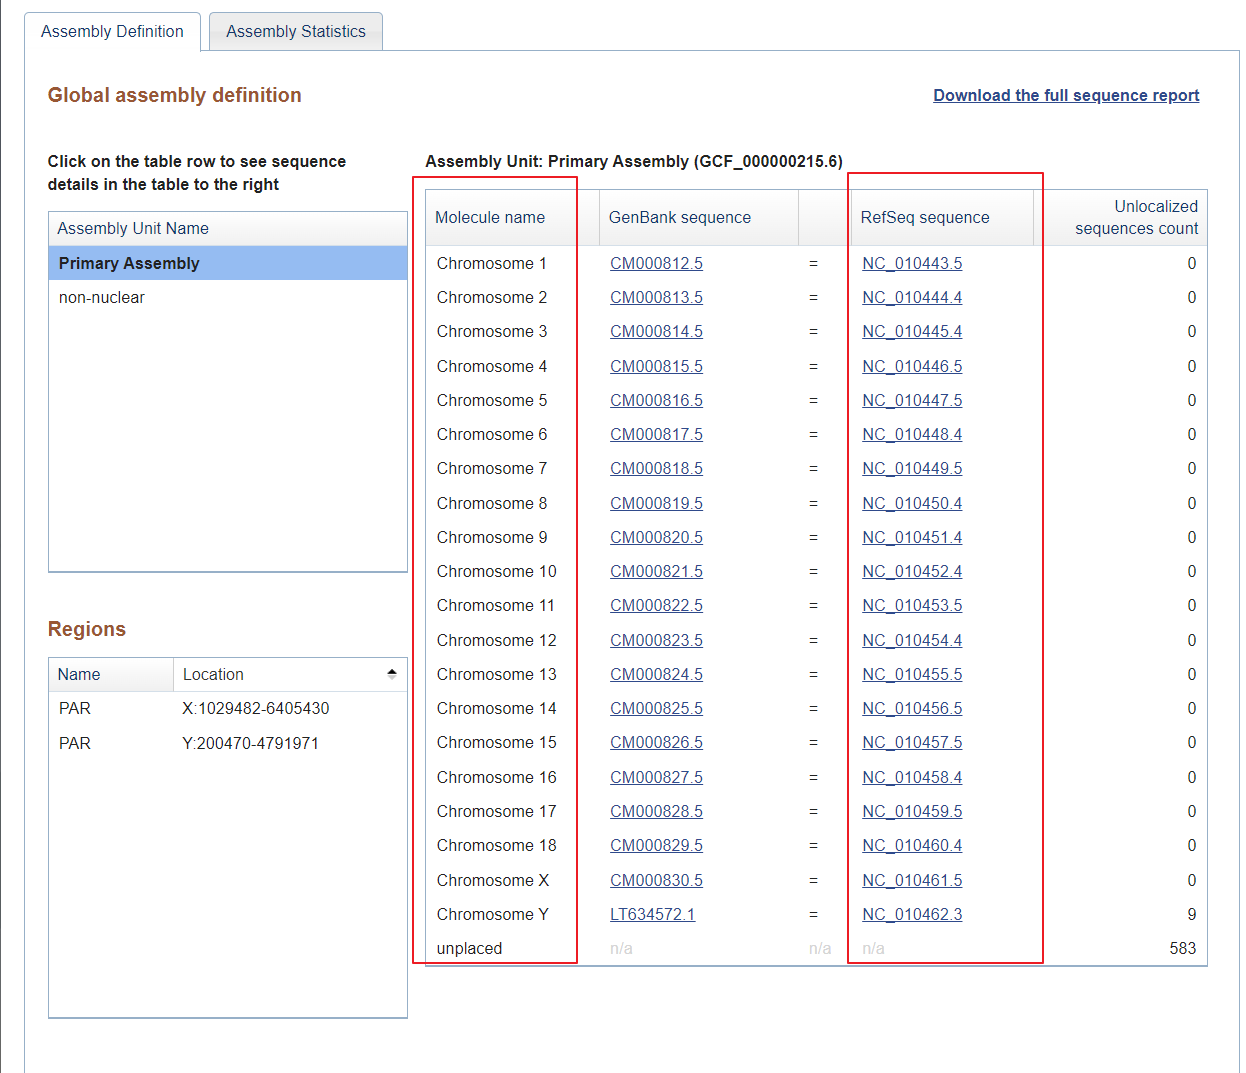 Assembly Definition
Assembly Statistics
Global assembly definition
Download the full sequence report
Click on the table row to see sequence
details in the table to the right
Assembly Unit Name
Primary Assembly
non-nuclear
Regions
Name Location
PAR X:1029482-6405430
PAR Y:200470-4791971
Assembly Unit: Primary Assembly (GCF_000000215.6)
Molecule name GenBank sequence RefSeq sequence Unlocalized
sequences count
Chromosome 1 CM000812.5 = NC_010443.5 0
Chromosome 2 CM000813.5 = NC_010444.4 0
Chromosome 3 CM000814.5 = NC_010445.4 0
Chromosome 4 CM000815.5 = NC_010446.5 0
Chromosome 5 CM000816.5 = NC_010447.5 0
Chromosome 6 CM000817.5 = NC_010448.4 0
Chromosome 7 CM000818.5 = NC_010449.5 0
Chromosome 8 CM000819.5 = NC_010450.4 0
Chromosome 9 CM000820.5 = NC_010451.4 0
Chromosome 10 CM000821.5 = NC_010452.4 0
Chromosome 11 CM000822.5 = NC_010453.5 0
Chromosome 12 CM000823.5 = NC_010454.4 0
Chromosome 13 CM000824.5 = NC_010455.5 0
Chromosome 14 CM000825.5 = NC_010456.5 0
Chromosome 15 CM000826.5 = NC_010457.5 0
Chromosome 16 CM000827.5 = NC_010458.4 0
Chromosome 17 CM000828.5 = NC_010459.5 0
Chromosome 18 CM000829.5 = NC_010460.4 0
Chromosome X CM000830.5 = NC_010461.5 0
Chromosome Y LT634572.1 = NC_010462.3 9
unplaced n/a n/a n/a 583